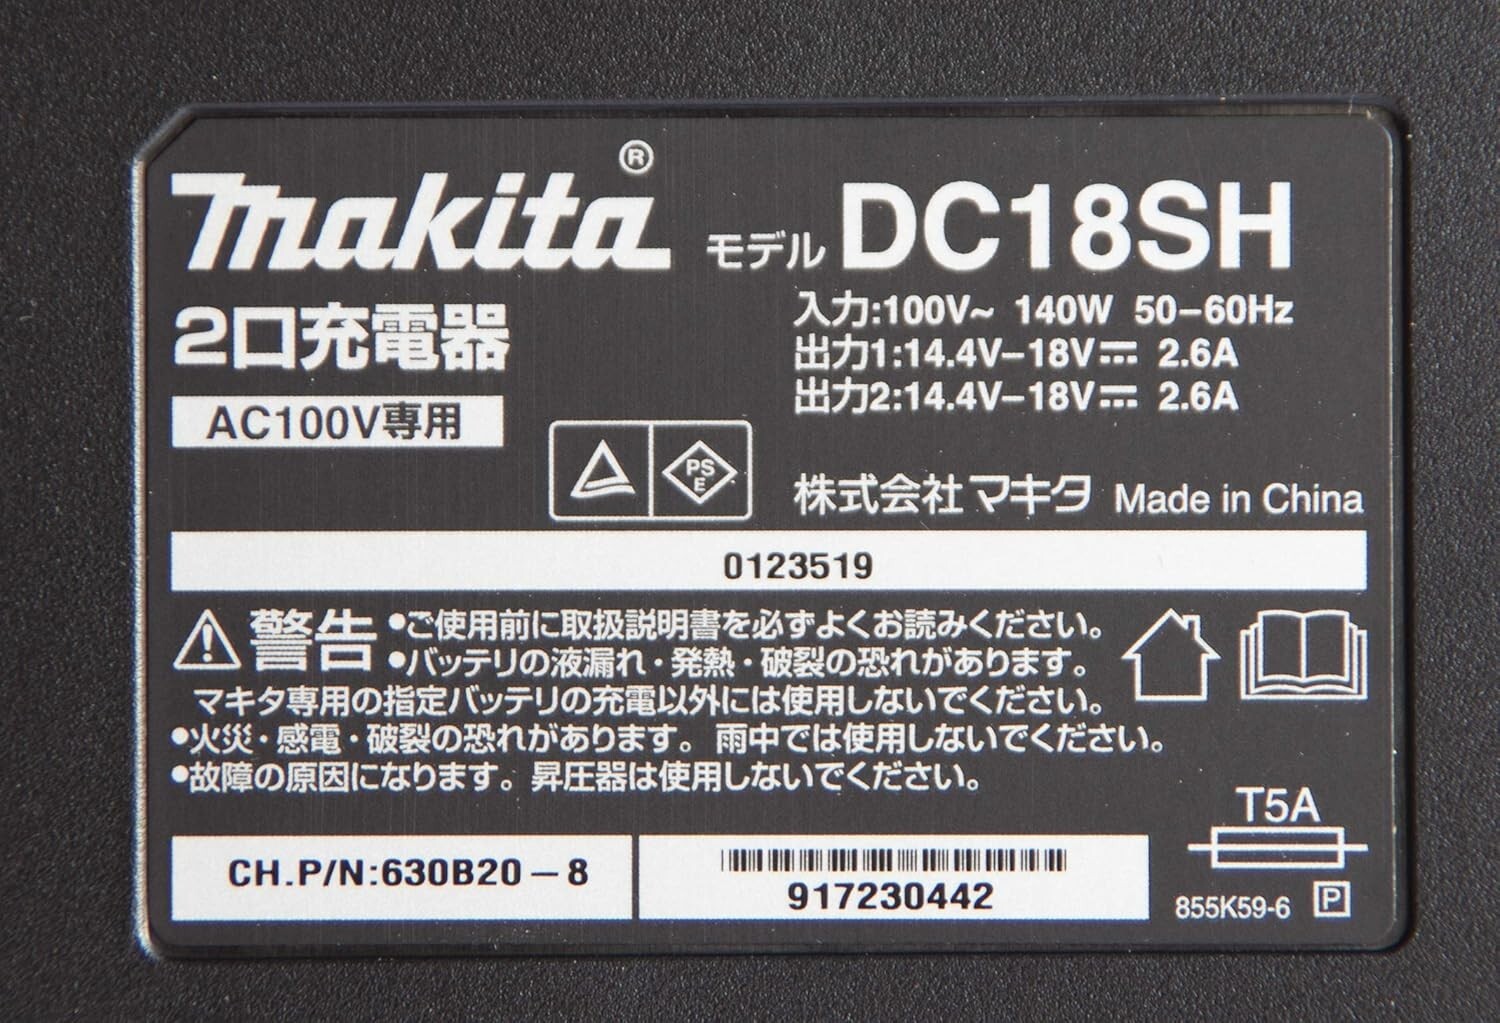 makita®
モデル DC18SH
2口充電器
AC100V専用
入力:100V~ 140W 50-60Hz
出力1:14.4V-18V⎓ 2.6A
出力2:14.4V-18V⎓ 2.6A
PS
E
株式会社マキタ Made in China
0123519
⚠警告 •ご使用前に取扱説明書を必ずよくお読みください。
•バッテリの液漏れ・発熱・破裂の恐れがあります。
マキタ専用の指定バッテリの充電以外には使用しないでください。
•火災・感電・破裂の恐れがあります。雨中では使用しないでください。
•故障の原因になります。昇圧器は使用しないでください。
T5A
CH.P/N:630B20-8
917230442
855K59-6 P